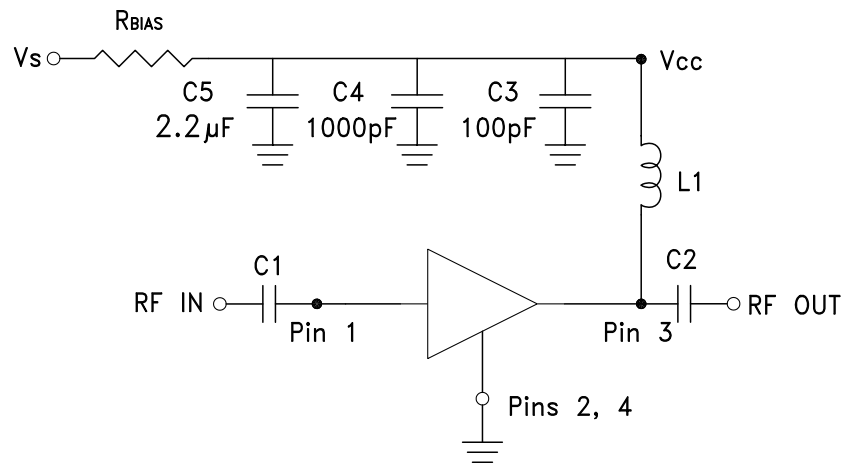 RBIAS
Vs
Vcc
C5
2.2µF
C4
1000pF
C3
100pF
L1
C1
C2
RF IN
RF OUT
Pin 1
Pin 3
Pins 2, 4